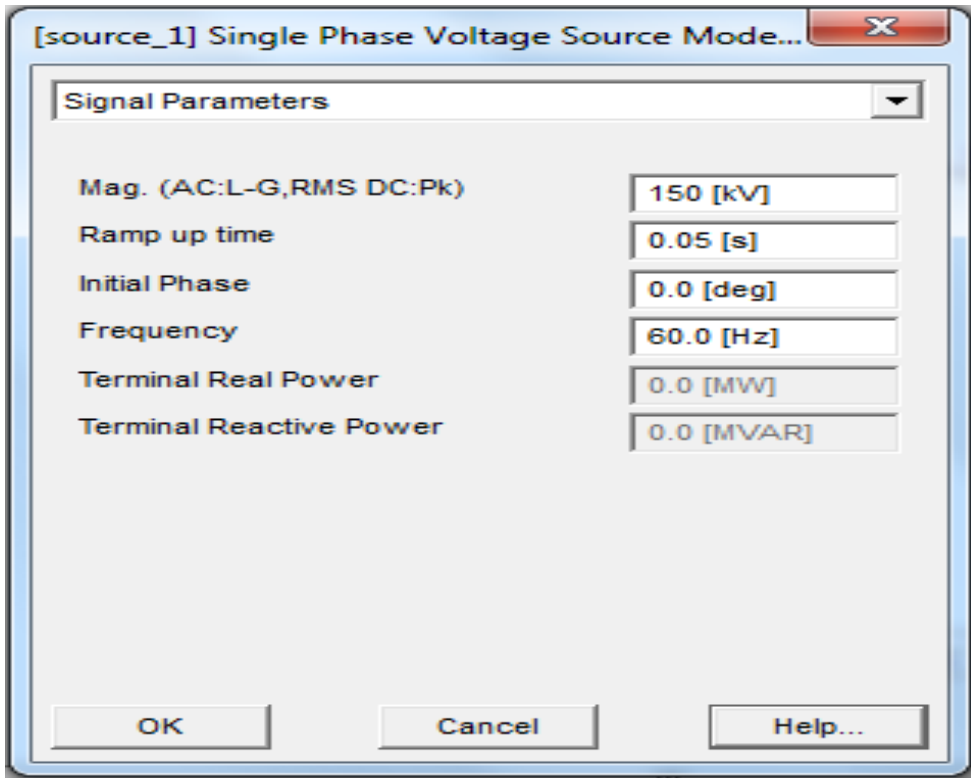 [source_1] Single Phase Voltage Source Mode...
Signal Parameters
Mag. (AC:L-G,RMS DC:Pk) 150 [kV]
Ramp up time 0.05 [s]
Initial Phase 0.0 [deg]
Frequency 60.0 [Hz]
Terminal Real Power 0.0 [MW]
Terminal Reactive Power 0.0 [MVAR]
OK Cancel Help...